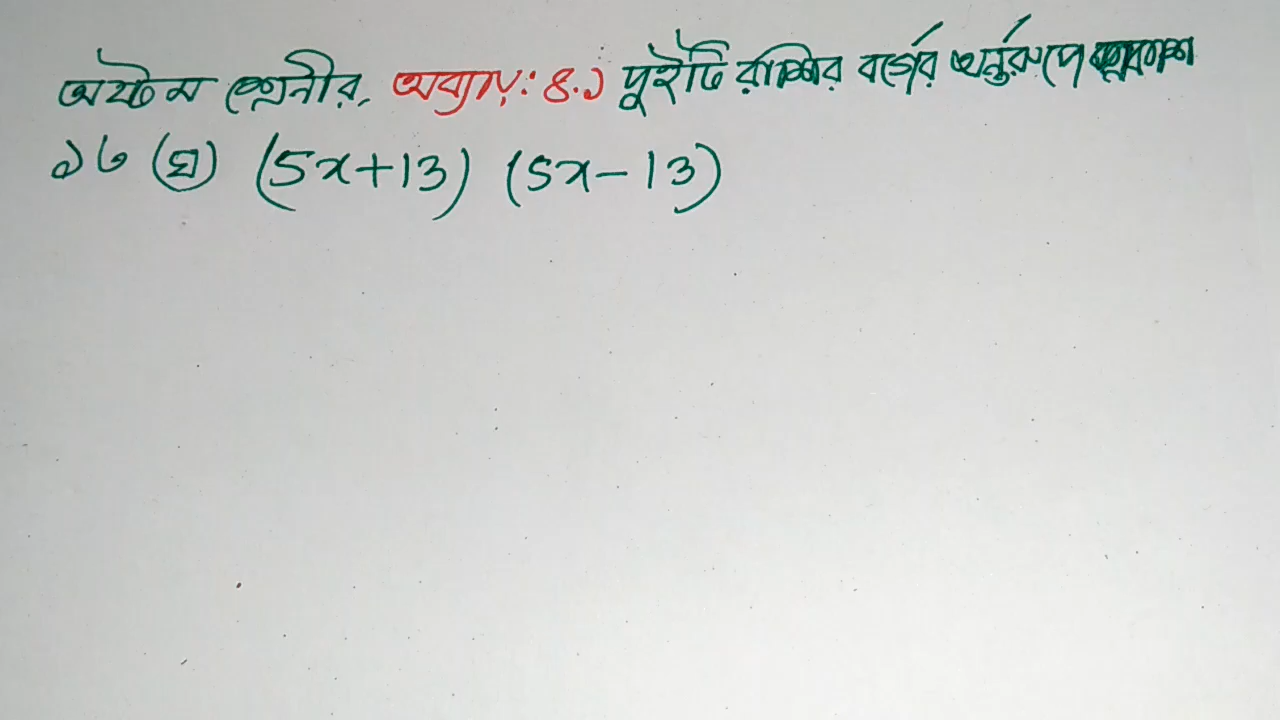 অষ্টম শ্রেনীর, অধ্যায়: ৪.১ দুইটি রাশির বর্গের অন্তররুপে প্রকাশ
১৬ (ঘ) (5x+13) (5x-13)